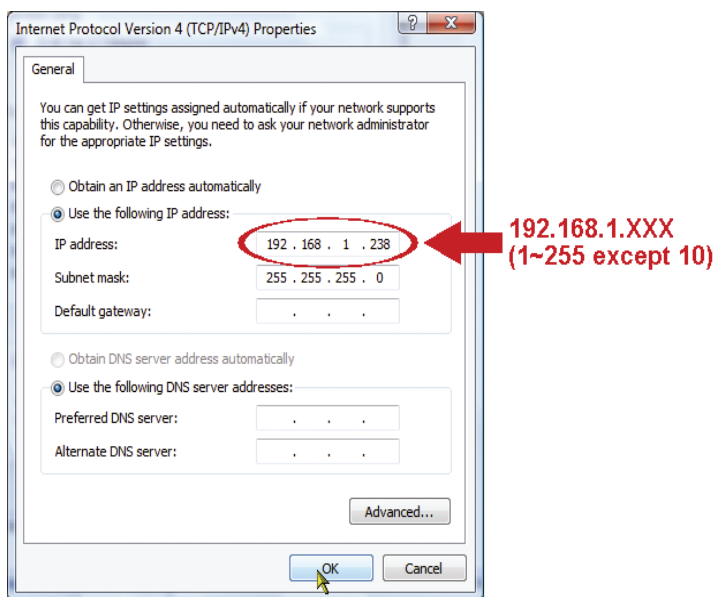 Internet Protocol Version 4 (TCP/IPv4) Properties
General
You can get IP settings assigned automatically if your network supports
this capability. Otherwise, you need to ask your network administrator
for the appropriate IP settings.
Obtain an IP address automatically
Use the following IP address:
IP address:
192 . 168 . 1 . 238
Subnet mask:
255 . 255 . 255 . 0
Default gateway:
. . .
192.168.1.XXX
(1~255 except 10)
Obtain DNS server address automatically
Use the following DNS server addresses:
Preferred DNS server:
. . .
Alternate DNS server:
. . .
Advanced...
OK
Cancel